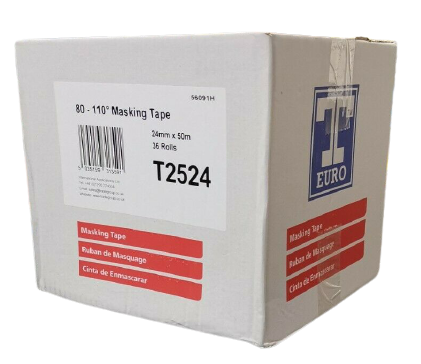 56091H
80 - 110° Masking Tape
24mm x 50m
36 Rolls
T2524
Masking Tape
Ruban de Masquage
Cinta de Enmascarar
T
EURO
Masking Tape
Ruban de Masquage
Cinta de Enmascarar